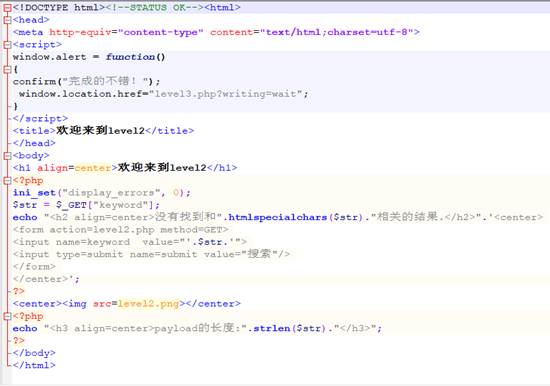 <!DOCTYPE html><!--STATUS OK--><html>
<head>
<meta http-equiv="content-type" content="text/html;charset=utf-8">
<script>
window.alert = function()
{
confirm("完成的不错！");
 window.location.href="level3.php?writing=wait";
}
</script>
<title>欢迎来到level2</title>
</head>
<body>
<h1 align=center>欢迎来到level2</h1>
<?php
ini_set("display_errors", 0);
$str = $_GET["keyword"];
echo "<h2 align=center>没有找到和".htmlspecialchars($str)."相关的结果.</h2>".'<center>
<form action=level2.php method=GET>
<input name=keyword  value="'.$str.'">
<input type=submit name=submit value="搜索"/>
</form>
</center>';
?>
<center><img src=level2.png></center>
<?php
echo "<h3 align=center>payload的长度:".strlen($str)."</h3>";
?>
</body>
</html>